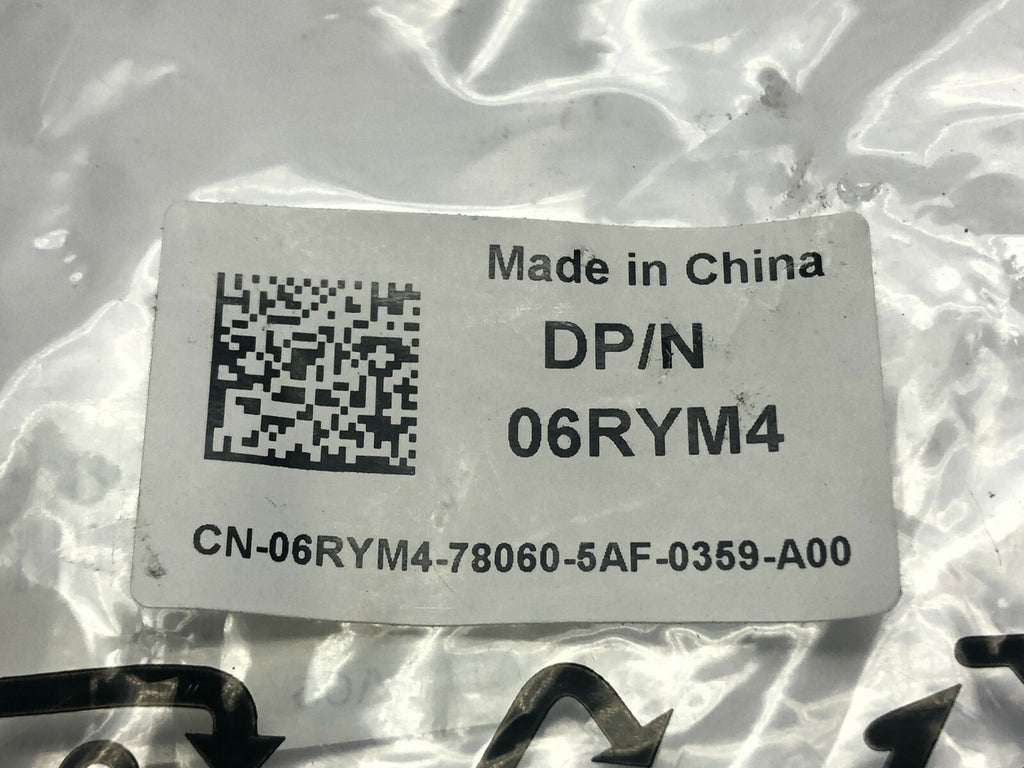 Made in China
DP/N
06RYM4
CN-06RYM4-78060-5AF-0359-A00